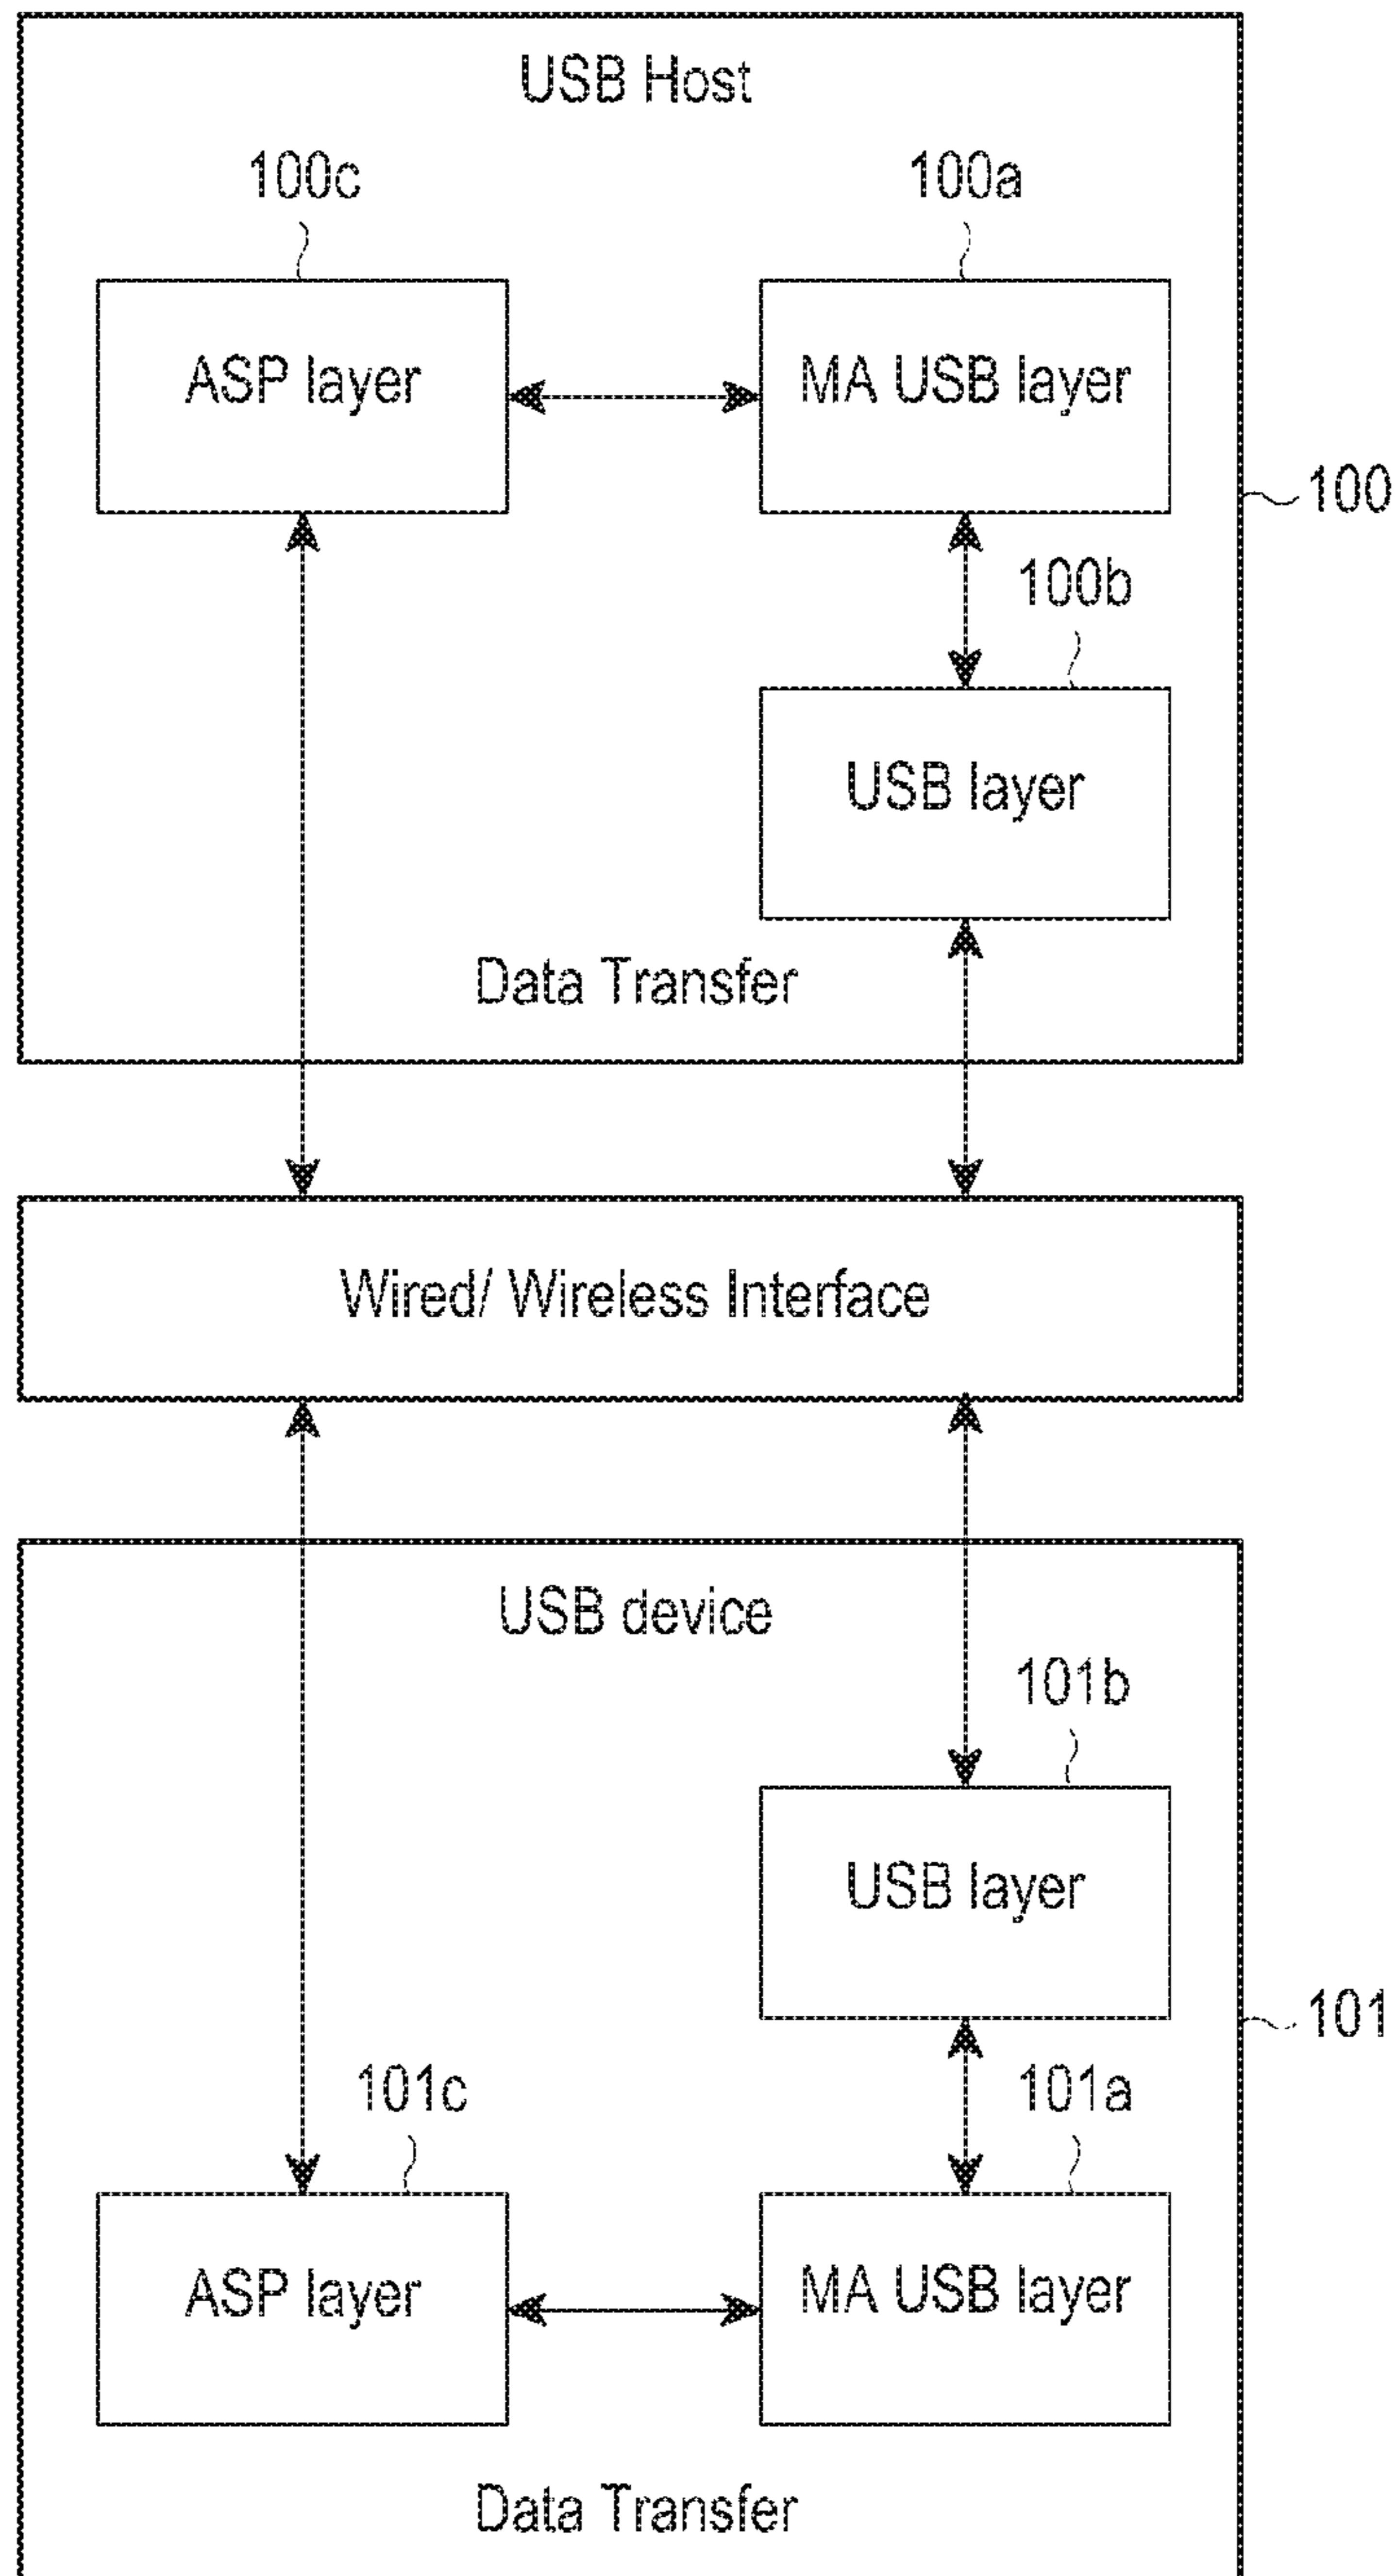 USB Host
100c
100a
ASP layer
MA USB layer
100
100b
USB layer
Data Transfer
Wired/ Wireless Interface
USB device
101b
USB layer
101
101c
101a
ASP layer
MA USB layer
Data Transfer